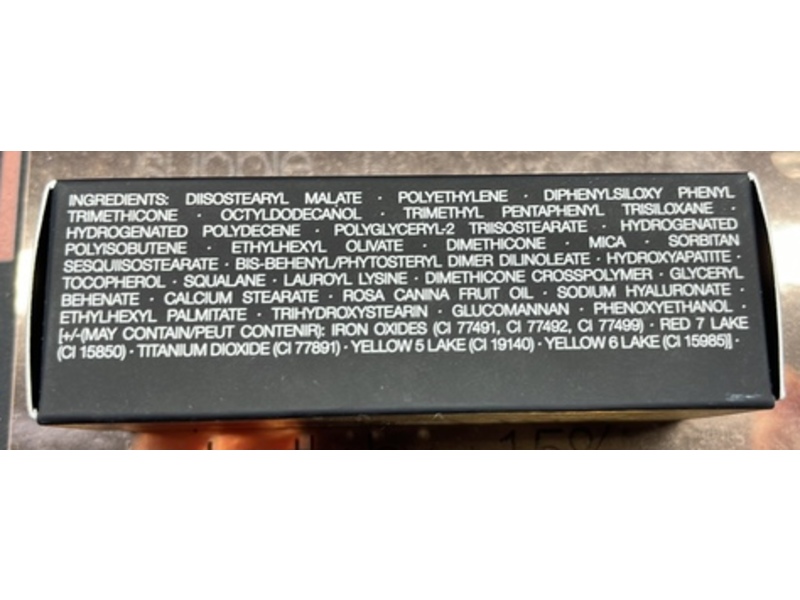 supple
INGREDIENTS: DIISOSTEARYL MALATE · POLYETHYLENE · DIPHENYLSILOXY PHENYL
TRIMETHICONE · OCTYLDODECANOL · TRIMETHYL PENTAPHENYL TRISILOXANE ·
HYDROGENATED POLYDECENE · POLYGLYCERYL-2 TRIISOSTEARATE · HYDROGENATED
POLYISOBUTENE · ETHYLHEXYL OLIVATE · DIMETHICONE · MICA · SORBITAN
SESQUIISOSTEARATE · BIS-BEHENYL/PHYTOSTERYL DIMER DILINOLEATE · HYDROXYAPATITE ·
TOCOPHEROL · SQUALANE · LAUROYL LYSINE · DIMETHICONE CROSSPOLYMER · GLYCERYL
BEHENATE · CALCIUM STEARATE · ROSA CANINA FRUIT OIL · SODIUM HYALURONATE ·
ETHYLHEXYL PALMITATE · TRIHYDROXYSTEARIN · GLUCOMANNAN · PHENOXYETHANOL ·
[+/-(MAY CONTAIN/PEUT CONTENIR): IRON OXIDES (CI 77491, CI 77492, CI 77499) · RED 7 LAKE
(CI 15850) · TITANIUM DIOXIDE (CI 77891) · YELLOW 5 LAKE (CI 19140) · YELLOW 6 LAKE (CI 15985)] ·